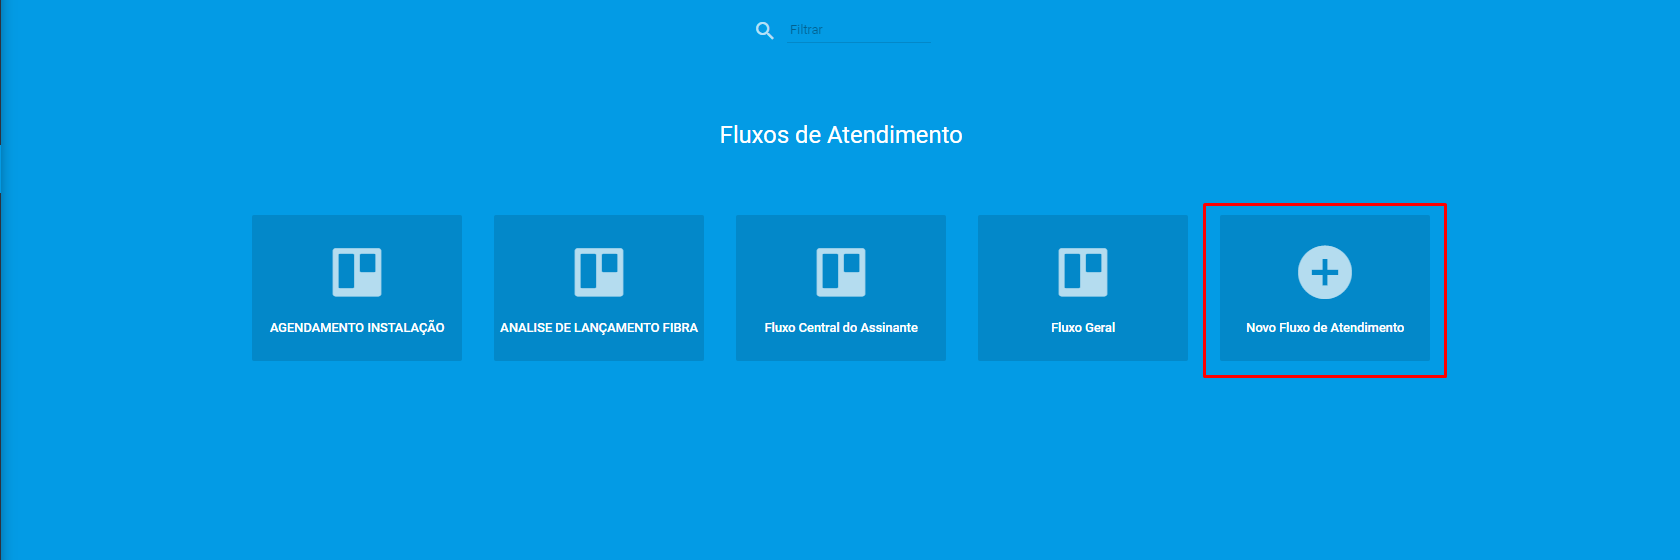 Filtrar
Fluxos de Atendimento
AGENDAMENTO INSTALAÇÃO
ANALISE DE LANÇAMENTO FIBRA
Fluxo Central do Assinante
Fluxo Geral
Novo Fluxo de Atendimento